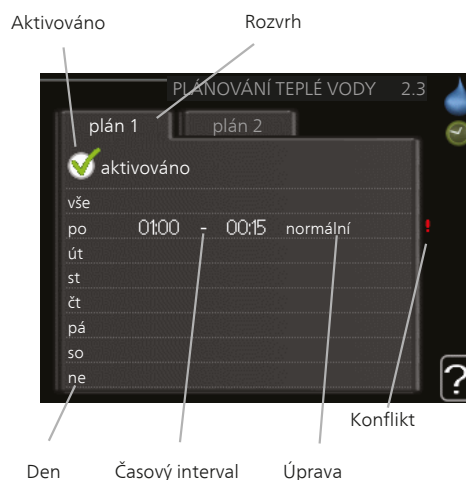 Aktivováno Rozvrh
PLÁNOVÁNÍ TEPLÉ VODY 2.3
plán 1 plán 2
aktivováno
vše
po 01:00 - 00:15 normální !
út
st
čt
pá
so
ne
?
Konflikt
Den Časový interval Úprava